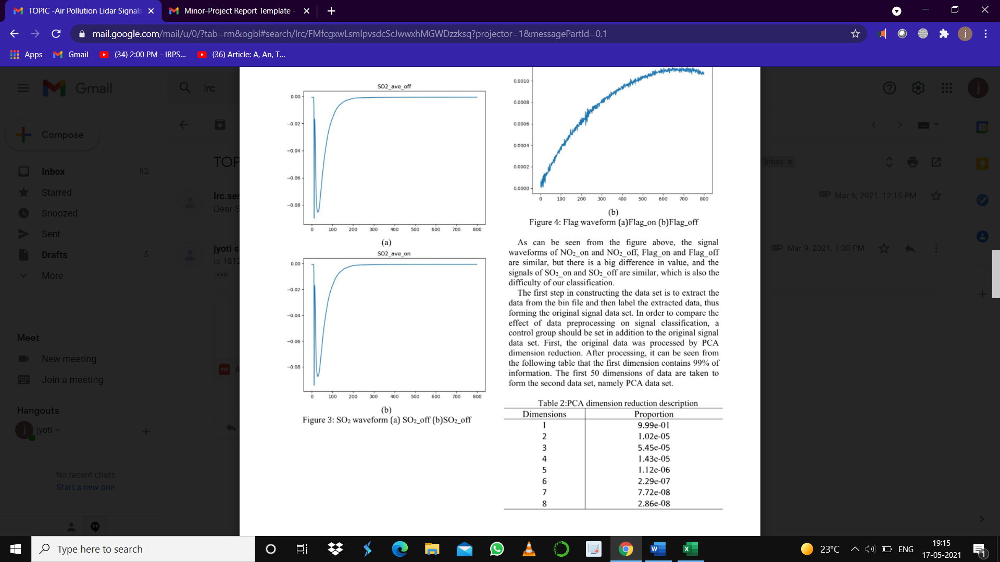 TOPIC -Air Pollution Lidar Signals
Minor-Project Report Template -
mail.google.com/mail/u/0/?tab=rm&ogbl#search/lrc/FMfcgxwLsmlpvsdcScJwwxhMGWDzzksq?projector=1&messagePartId=0.1
j
Apps
Gmail
(34) 2:00 PM - IBPS...
(36) Article: A, An, T...
Gmail
lrc
j
Compose
Inbox 82
Starred
Snoozed
Sent
Drafts 5
More
Meet
New meeting
Join a meeting
Hangouts
j
jyoti
No recent chats
Start a new one
TOP
Inbox
lrc.ser
Dear S
Mar 9, 2021, 12:15 PM
jyoti s
to 1812
Mar 9, 2021, 1:30 PM
PDF
A
31
SO2_ave_off
0.00
−0.02
−0.04
−0.06
−0.08
0 100 200 300 400 500 600 700 800
(a)
SO2_ave_on
0.00
−0.02
−0.04
−0.06
−0.08
0 100 200 300 400 500 600 700 800
(b)
Figure 3: SO2 waveform (a) SO2_off (b)SO2_off
0.0010
0.0008
0.0006
0.0004
0.0002
0.0000
0 100 200 300 400 500 600 700 800
(b)
Figure 4: Flag waveform (a)Flag_on (b)Flag_off
As can be seen from the figure above, the signal
waveforms of NO2_on and NO2_off, Flag_on and Flag_off
are similar, but there is a big difference in value, and the
signals of SO2_on and SO2_off are similar, which is also the
difficulty of our classification.
The first step in constructing the data set is to extract the
data from the bin file and then label the extracted data, thus
forming the original signal data set. In order to compare the
effect of data preprocessing on signal classification, a
control group should be set in addition to the original signal
data set. First, the original data was processed by PCA
dimension reduction. After processing, it can be seen from
the following table that the first dimension contains 99% of
information. The first 50 dimensions of data are taken to
form the second data set, namely PCA data set.
Table 2:PCA dimension reduction description
Dimensions Proportion
1 9.99e-01
2 1.02e-05
3 5.45e-05
4 1.43e-05
5 1.12e-06
6 2.29e-07
7 7.72e-08
8 2.86e-08
Type here to search
23°C
ENG
19:15
17-05-2021
1